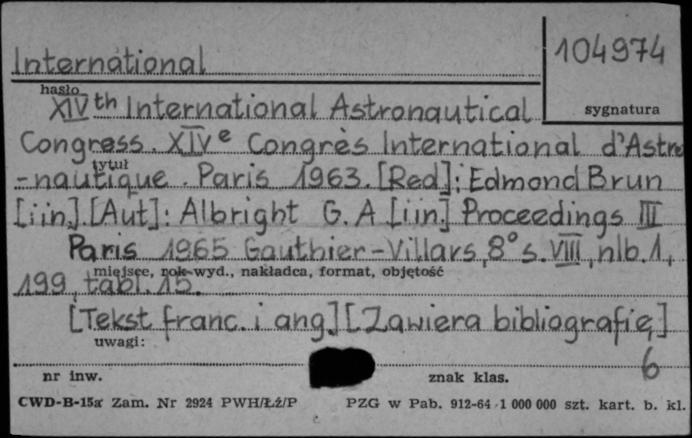 International
104974
hasło
sygnatura
XIVth International Astronautical
Congress. XIVe Congrès International d'Astro
tytuł
-nautique. Paris 1963. [Red]: Edmond Brun
[i in]. [Aut]: Albright G. A [i in.] Proceedings III
Paris 1965 Gauthier-Villars, 8° s. VIII, nlb. 1,
miejsce, rok wyd., nakładca, format, objętość
199, tabl. 15.
[Tekst franc. i ang.] [Zawiera bibliografię]
uwagi:
6
nr inw.
znak klas.
CWD-B-15a Zam. Nr 2924 PWH/Łż/P PZG w Pab. 912-64 1 000 000 szt. kart. b. kl.